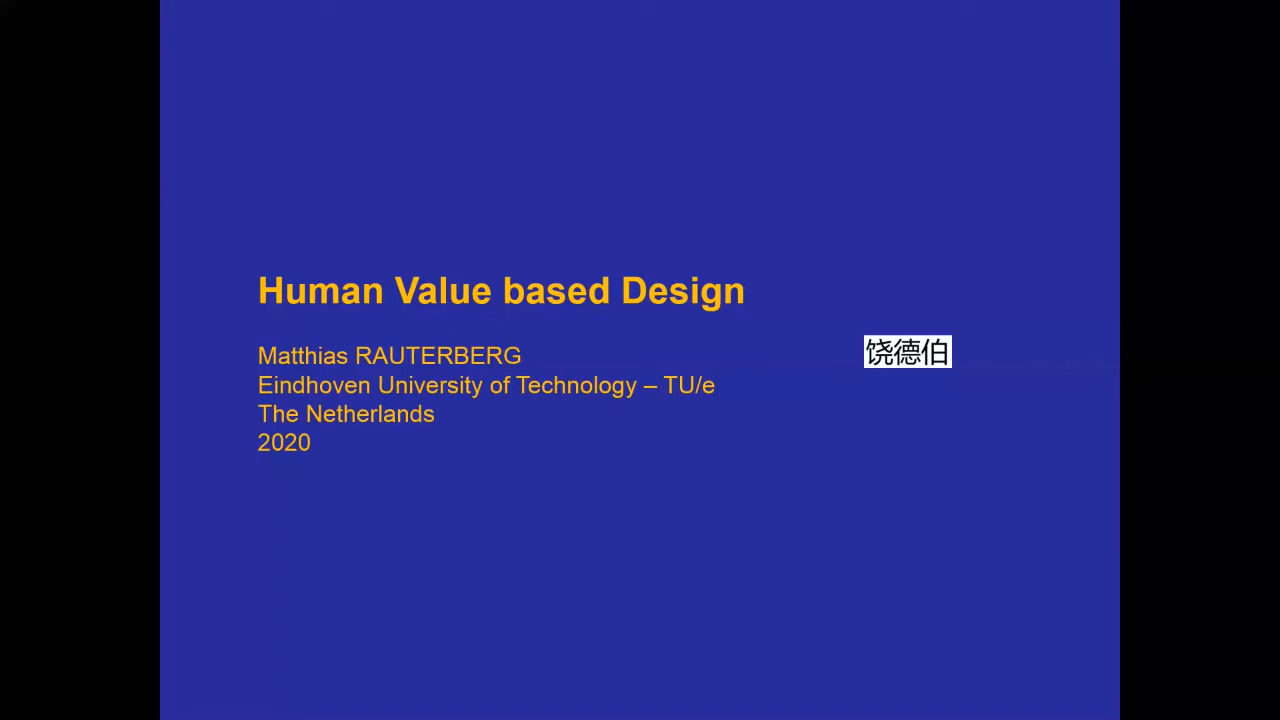 Human Value based Design
Matthias RAUTERBERG
饶德伯
Eindhoven University of Technology – TU/e
The Netherlands
2020